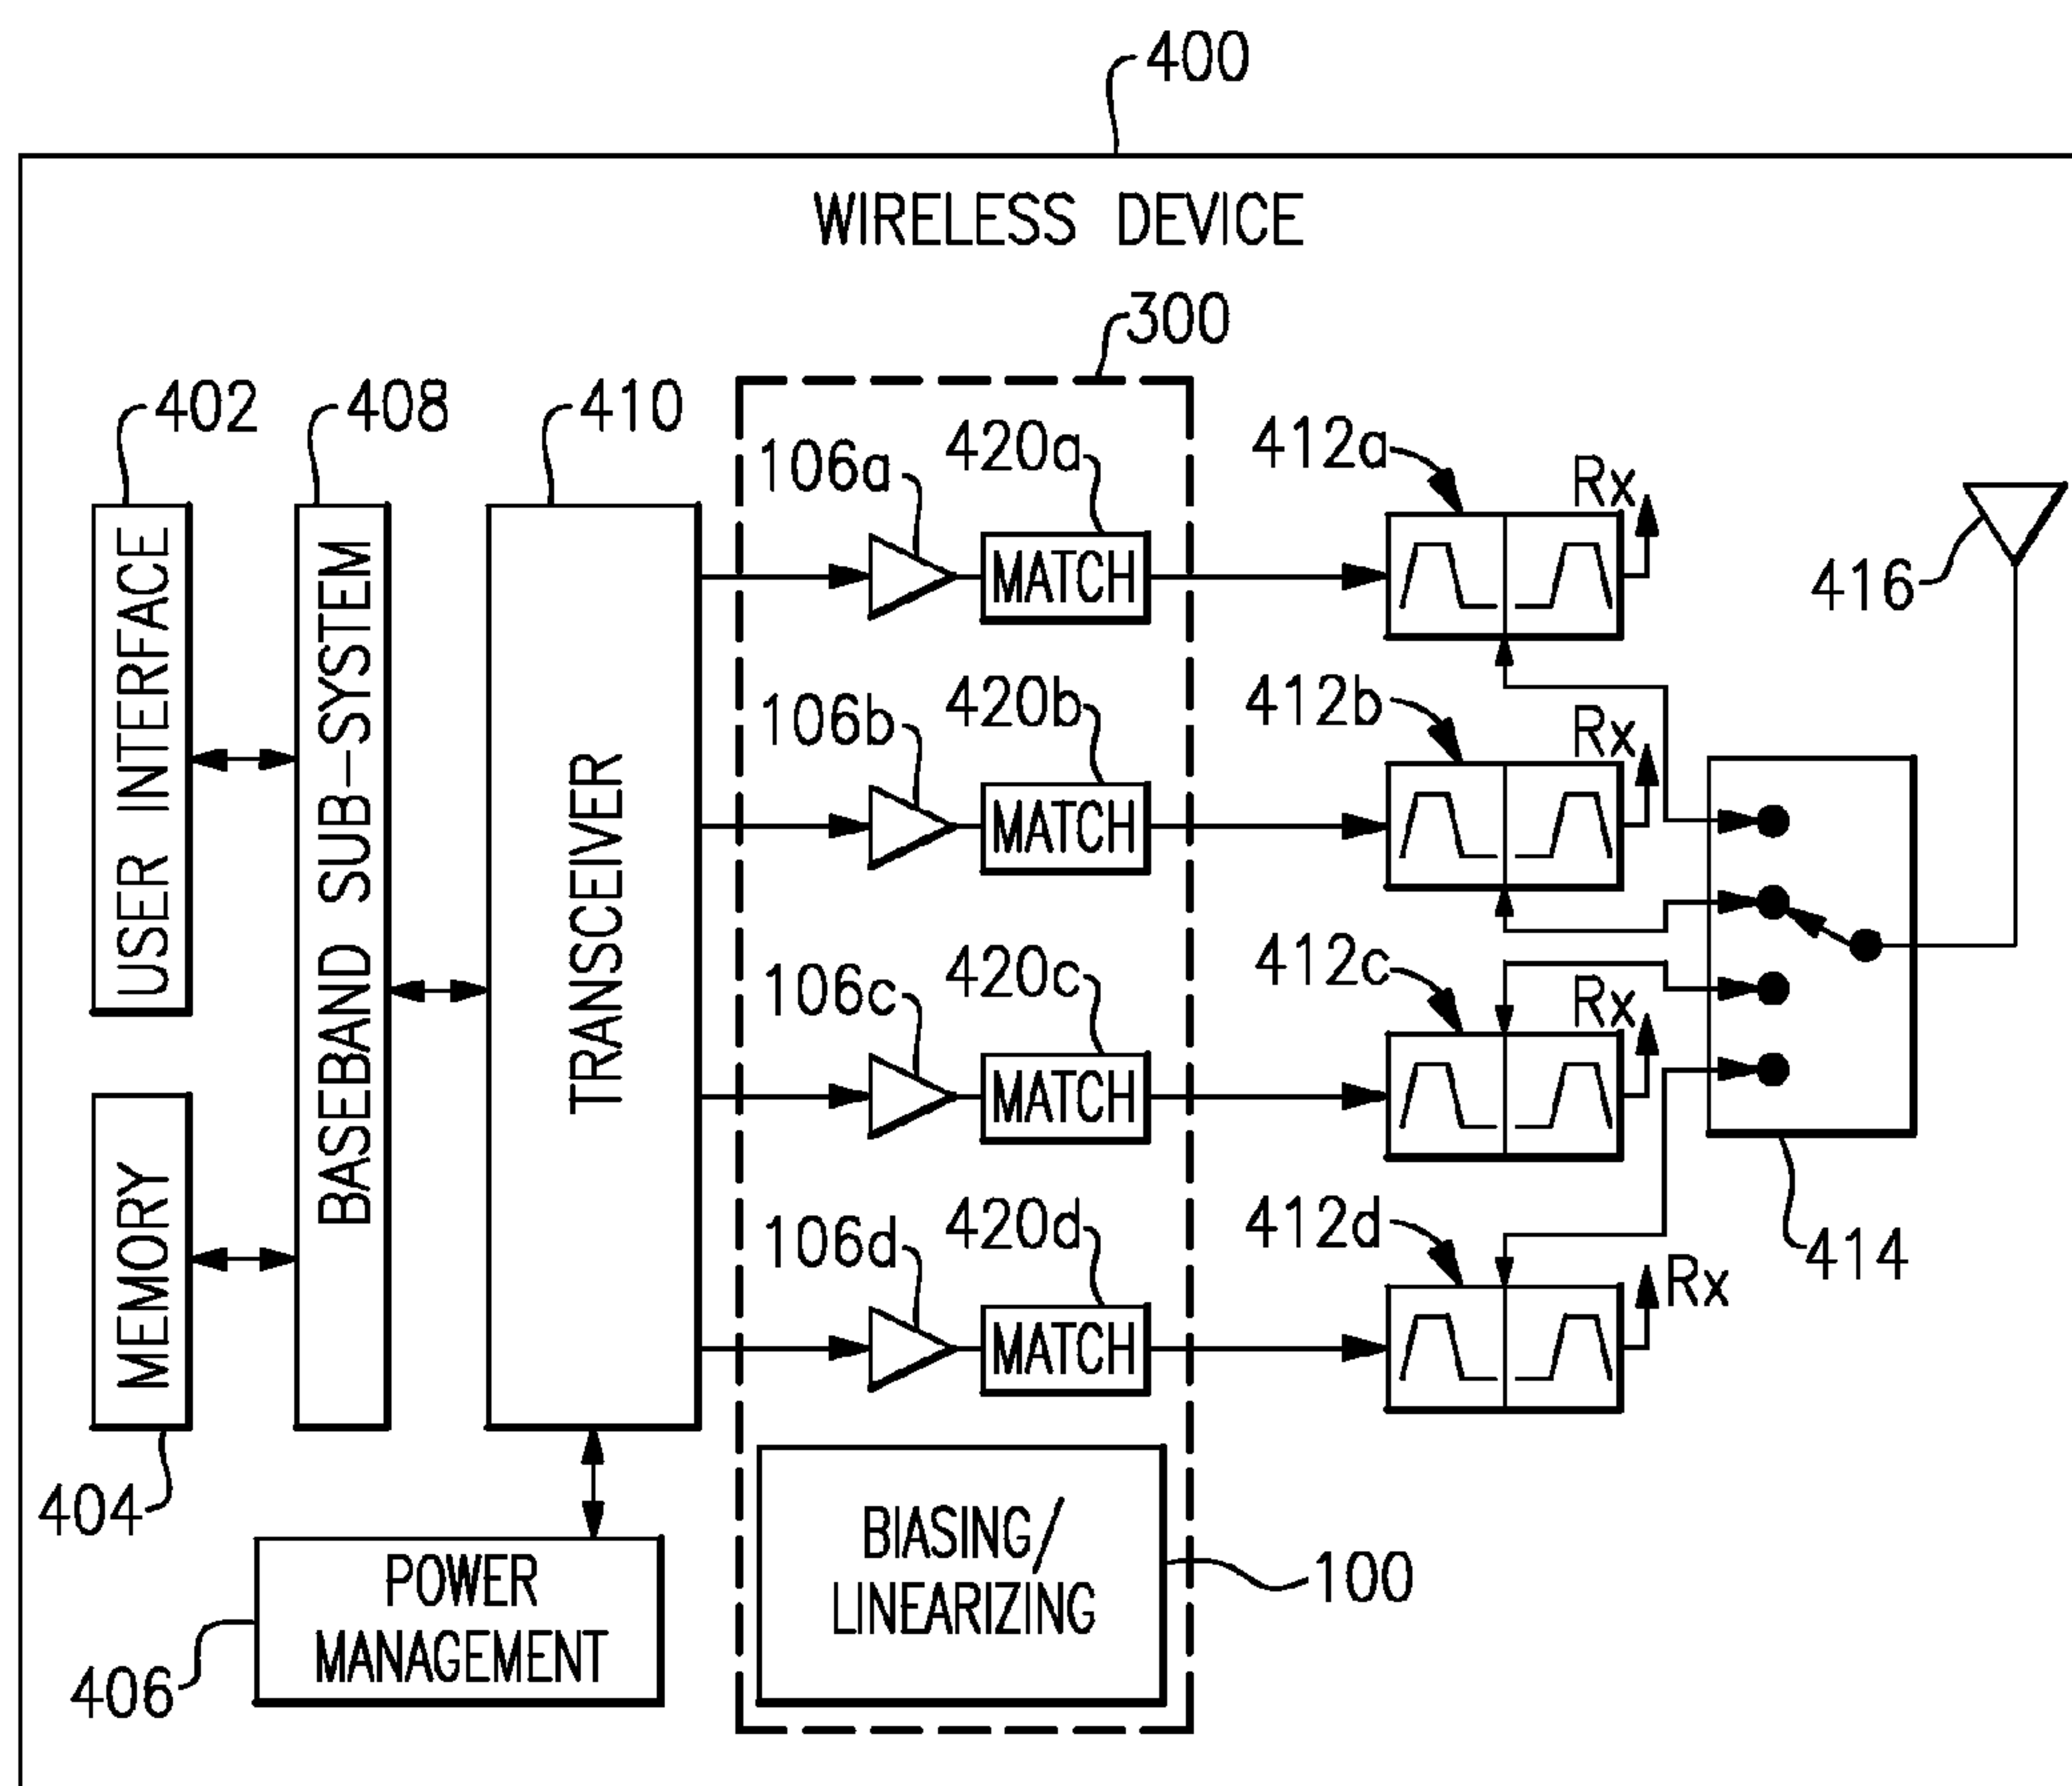 400
WIRELESS DEVICE
300
402
408
410
106a
420a
412a
Rx
416
USER INTERFACE
BASEBAND SUB-SYSTEM
TRANSCEIVER
MATCH
106b
420b
412b
Rx
MATCH
106c
420c
412c
Rx
MATCH
106d
420d
412d
Rx
414
MATCH
MEMORY
404
BIASING/
LINEARIZING
100
POWER
MANAGEMENT
406